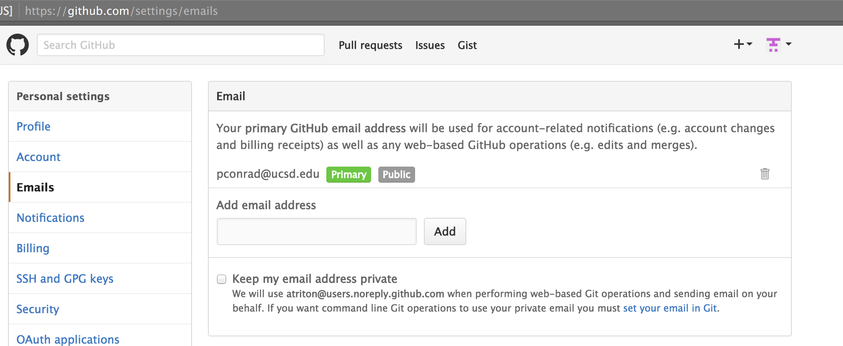 US] https://github.com/settings/emails
Search GitHub Pull requests Issues Gist
Personal settings
Profile
Account
Emails
Notifications
Billing
SSH and GPG keys
Security
OAuth applications
Email
Your primary GitHub email address will be used for account-related notifications (e.g. account changes
and billing receipts) as well as any web-based GitHub operations (e.g. edits and merges).
pconrad@ucsd.edu Primary Public
Add email address
Add
Keep my email address private
We will use atriton@users.noreply.github.com when performing web-based Git operations and sending email on your
behalf. If you want command line Git operations to use your private email you must set your email in Git.